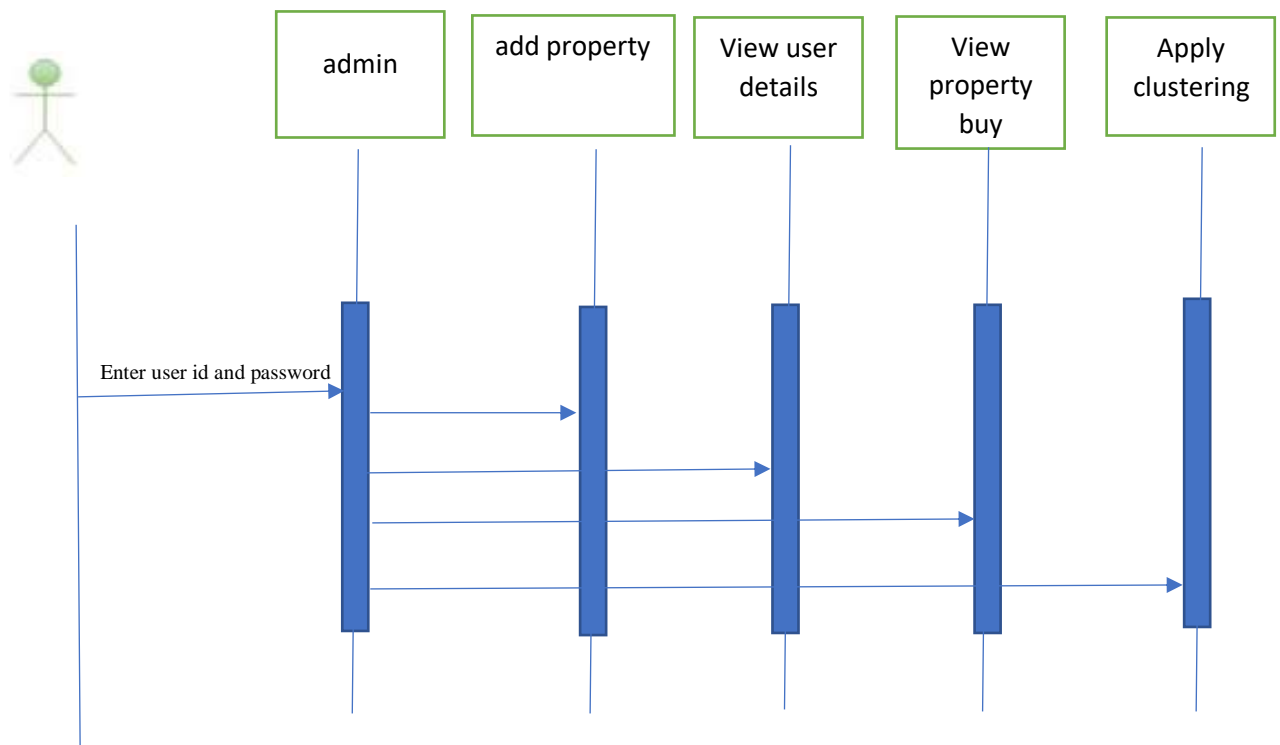 admin
add property
View user
details
View
property
buy
Apply
clustering
Enter user id and password